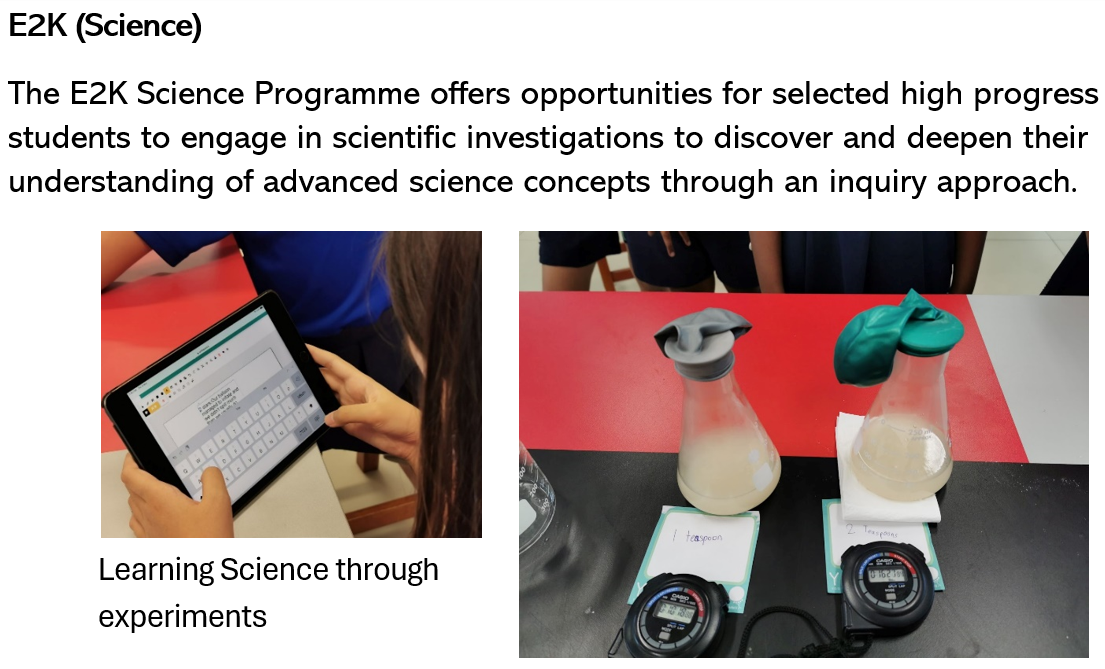 E2K (Science)
The E2K Science Programme offers opportunities for selected high progress
students to engage in scientific investigations to discover and deepen their
understanding of advanced science concepts through an inquiry approach.
Learning Science through
experiments
1 teaspoon
2 Teaspoons
CASIO
CASIO